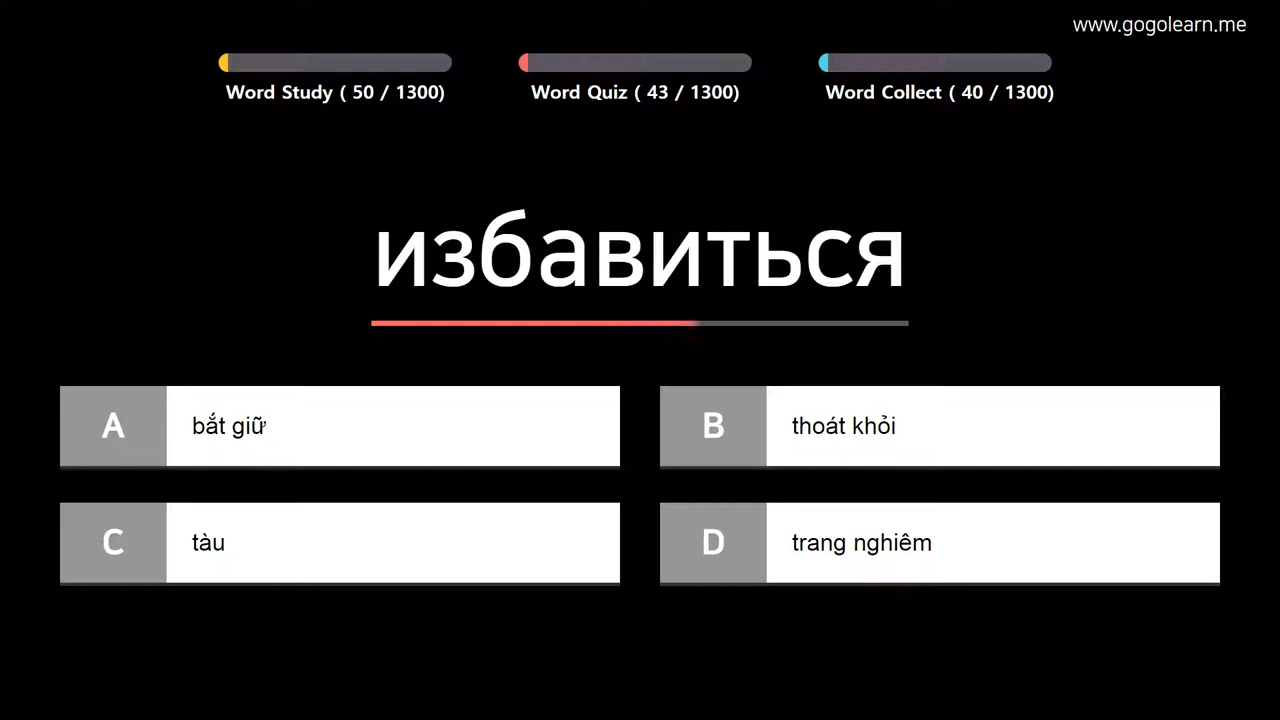 www.gogolearn.me
Word Study ( 50 / 1300)
Word Quiz ( 43 / 1300)
Word Collect ( 40 / 1300)
избавиться
A bắt giữ
B thoát khỏi
C tàu
D trang nghiêm